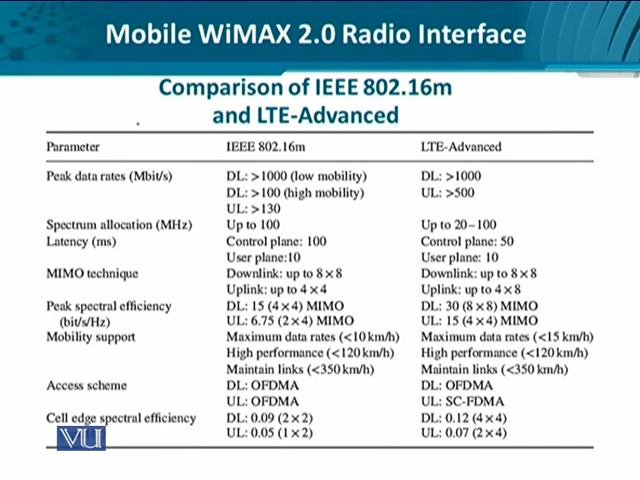 Mobile WiMAX 2.0 Radio Interface
Comparison of IEEE 802.16m
and LTE-Advanced
Parameter IEEE 802.16m LTE-Advanced
Peak data rates (Mbit/s) DL: >1000 (low mobility) DL: >1000
DL: >100 (high mobility) UL: >500
UL: >130
Spectrum allocation (MHz) Up to 100 Up to 20–100
Latency (ms) Control plane: 100 Control plane: 50
User plane:10 User plane: 10
MIMO technique Downlink: up to 8×8 Downlink: up to 8×8
Uplink: up to 4×4 Uplink: up to 4×8
Peak spectral efficiency DL: 15 (4×4) MIMO DL: 30 (8×8) MIMO
(bit/s/Hz) UL: 6.75 (2×4) MIMO UL: 15 (4×4) MIMO
Mobility support Maximum data rates (<10 km/h) Maximum data rates (<15 km/h)
High performance (<120 km/h) High performance (<120 km/h)
Maintain links (<350 km/h) Maintain links (<350 km/h)
Access scheme DL: OFDMA DL: OFDMA
UL: OFDMA UL: SC-FDMA
Cell edge spectral efficiency DL: 0.09 (2×2) DL: 0.12 (4×4)
UL: 0.05 (1×2) UL: 0.07 (2×4)
VU